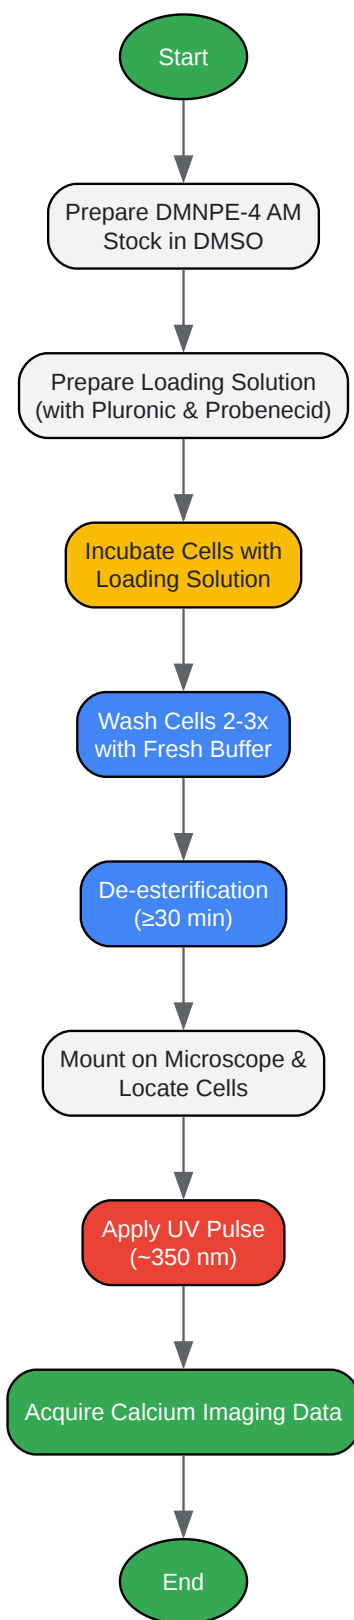 Start
Prepare DMNPE-4 AM
Stock in DMSO
Prepare Loading Solution
(with Pluronic & Probenecid)
Incubate Cells with
Loading Solution
Wash Cells 2-3x
with Fresh Buffer
De-esterification
(≥30 min)
Mount on Microscope &
Locate Cells
Apply UV Pulse
(~350 nm)
Acquire Calcium Imaging Data
End